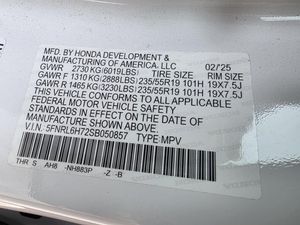 MFD. BY HONDA DEVELOPMENT &
MANUFACTURING OF AMERICA, LLC 02/'25
GVWR 2730 KG(6019LBS) TIRE SIZE RIM SIZE
GAWR F 1310 KG(2888LBS) 235/55R19 101H 19X7.5J
GAWR R 1465 KG(3230LBS) 235/55R19 101H 19X7.5J
THIS VEHICLE CONFORMS TO ALL APPLICABLE
FEDERAL MOTOR VEHICLE SAFETY AND BUMPER
STANDARDS IN EFFECT ON THE DATE OF
MANUFACTURE SHOWN ABOVE.
V.I.N: 5FNRL6H72SB050857 TYPE: MPV
THR S AH8 -NH883P -Z -B